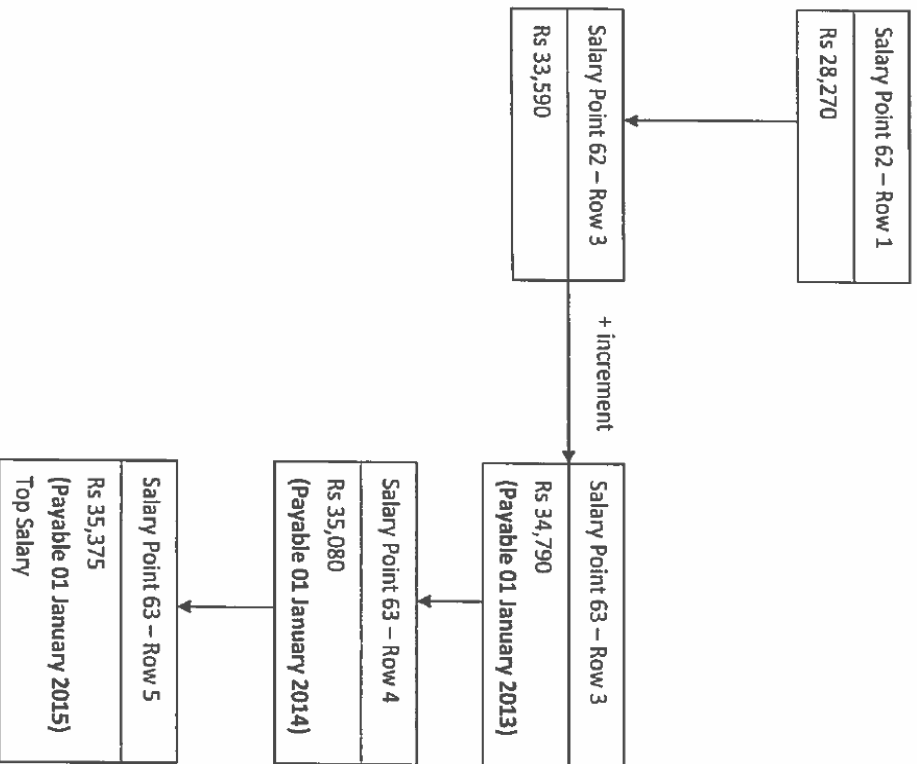 Salary Point 62 – Row 1
Rs 28,270
Salary Point 62 – Row 3
Rs 33,590
+ increment
Salary Point 63 – Row 3
Rs 34,790
(Payable 01 January 2013)
Salary Point 63 – Row 4
Rs 35,080
(Payable 01 January 2014)
Salary Point 63 – Row 5
Rs 35,375
(Payable 01 January 2015)
Top Salary